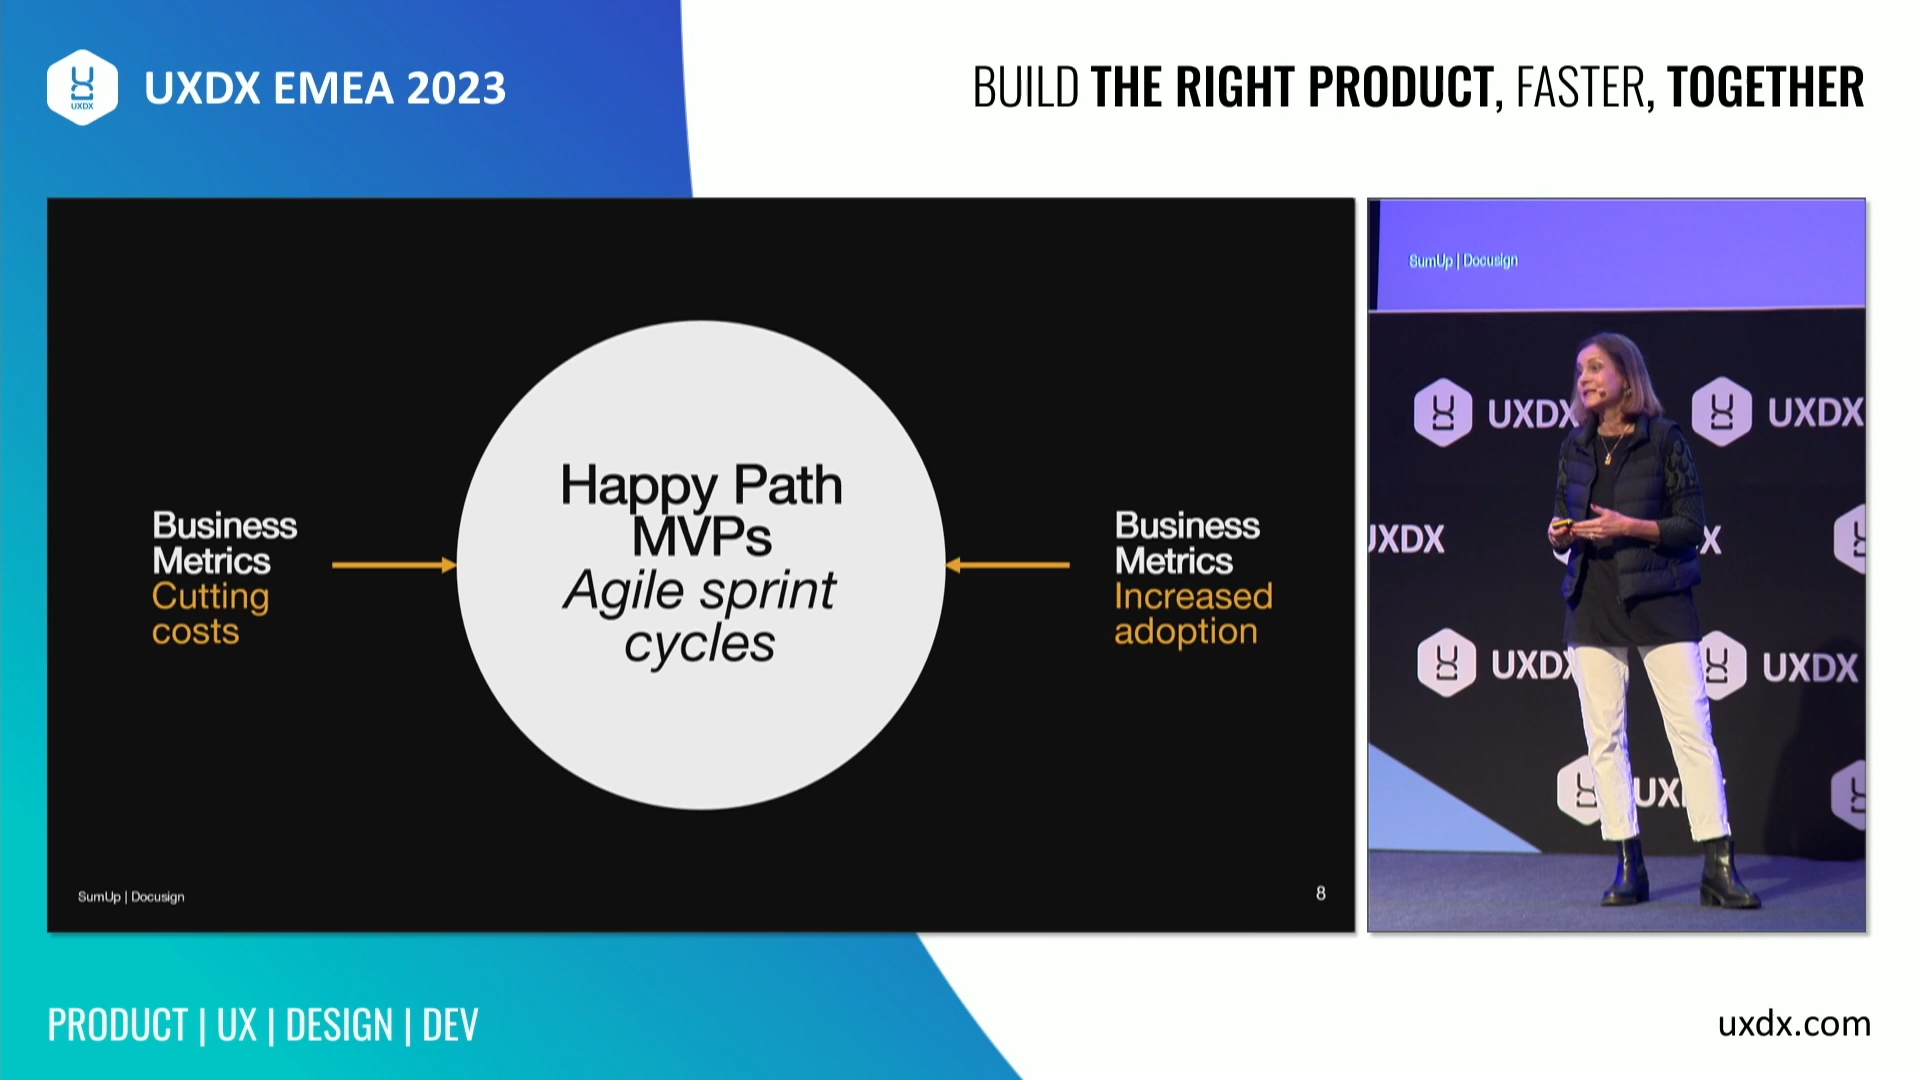 UXDX
UXDX EMEA 2023
BUILD THE RIGHT PRODUCT, FASTER, TOGETHER
Business
Metrics
Cutting
costs
Happy Path
MVPs
Agile sprint
cycles
Business
Metrics
Increased
adoption
SumUp | Docusign
8
SumUp | Docusign
UXDX
UXDX
UXDX
X
UXDX
UXDX
UX
PRODUCT | UX | DESIGN | DEV
uxdx.com